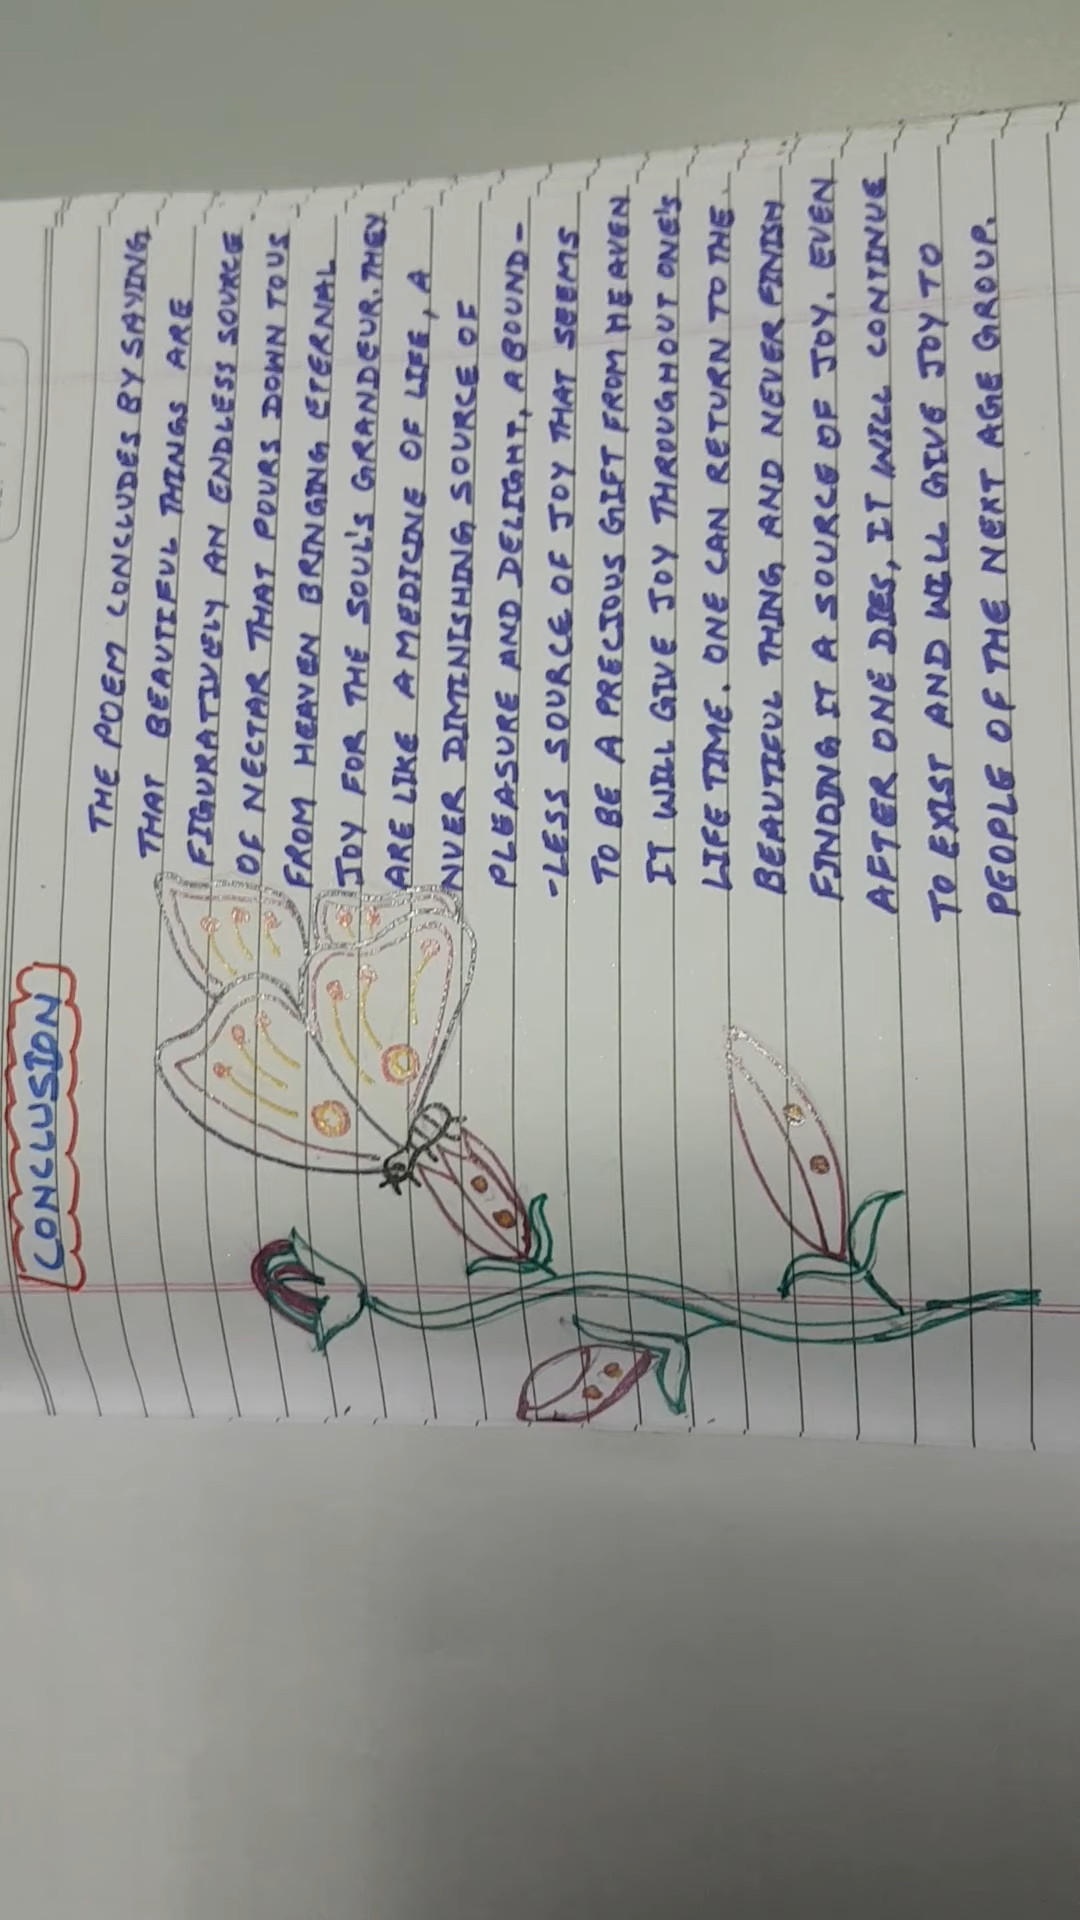 CONCLUSION
THE POEM CONCLUDES BY SAYING
THAT BEAUTIFUL THINGS ARE
FIGURATIVELY AN ENDLESS SOURCE
OF NECTAR THAT POURS DOWN TO US
FROM HEAVEN BRINGING ETERNAL
JOY FOR THE SOUL'S GRANDEUR. THEY
ARE LIKE A MEDICINE OF LIFE, A
NVER DIMINISHING SOURCE OF
PLEASURE AND DELIGHT, A BOUND-
-LESS SOURCE OF JOY THAT SEEMS
TO BE A PRECIOUS GIFT FROM HEAVEN
IT WILL GIVE JOY THROUGHOUT ONE'S
LIFE TIME. ONE CAN RETURN TO THE
BEAUTIFUL THING AND NEVER FINISH
FINDING IT A SOURCE OF JOY. EVEN
AFTER ONE DIES, IT WILL CONTINUE
TO EXIST AND WILL GIVE JOY TO
PEOPLE OF THE NEXT AGE GROUP.